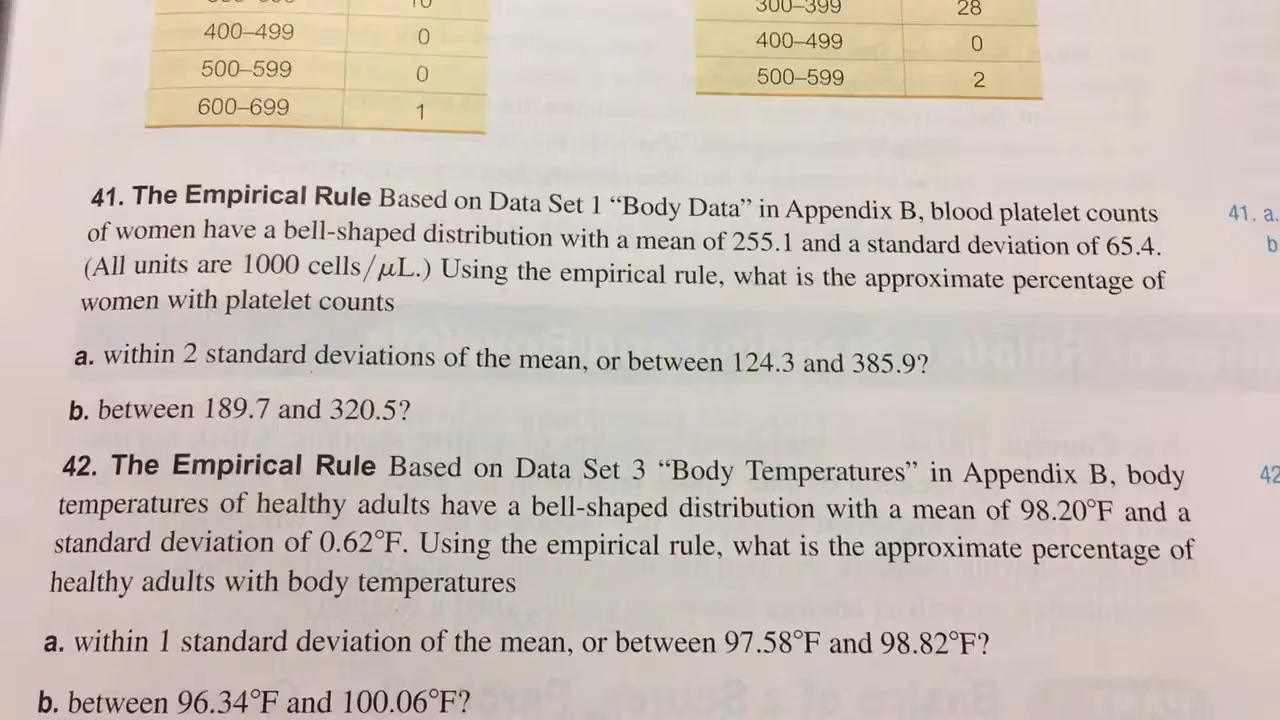 10
300–399 28
400–499 0
400–499 0
500–599 0
500–599 2
600–699 1
41. The Empirical Rule Based on Data Set 1 “Body Data” in Appendix B, blood platelet counts
of women have a bell-shaped distribution with a mean of 255.1 and a standard deviation of 65.4.
(All units are 1000 cells/μL.) Using the empirical rule, what is the approximate percentage of
women with platelet counts
a. within 2 standard deviations of the mean, or between 124.3 and 385.9?
b. between 189.7 and 320.5?
42. The Empirical Rule Based on Data Set 3 “Body Temperatures” in Appendix B, body
temperatures of healthy adults have a bell-shaped distribution with a mean of 98.20°F and a
standard deviation of 0.62°F. Using the empirical rule, what is the approximate percentage of
healthy adults with body temperatures
a. within 1 standard deviation of the mean, or between 97.58°F and 98.82°F?
b. between 96.34°F and 100.06°F?
41. a.
b
42